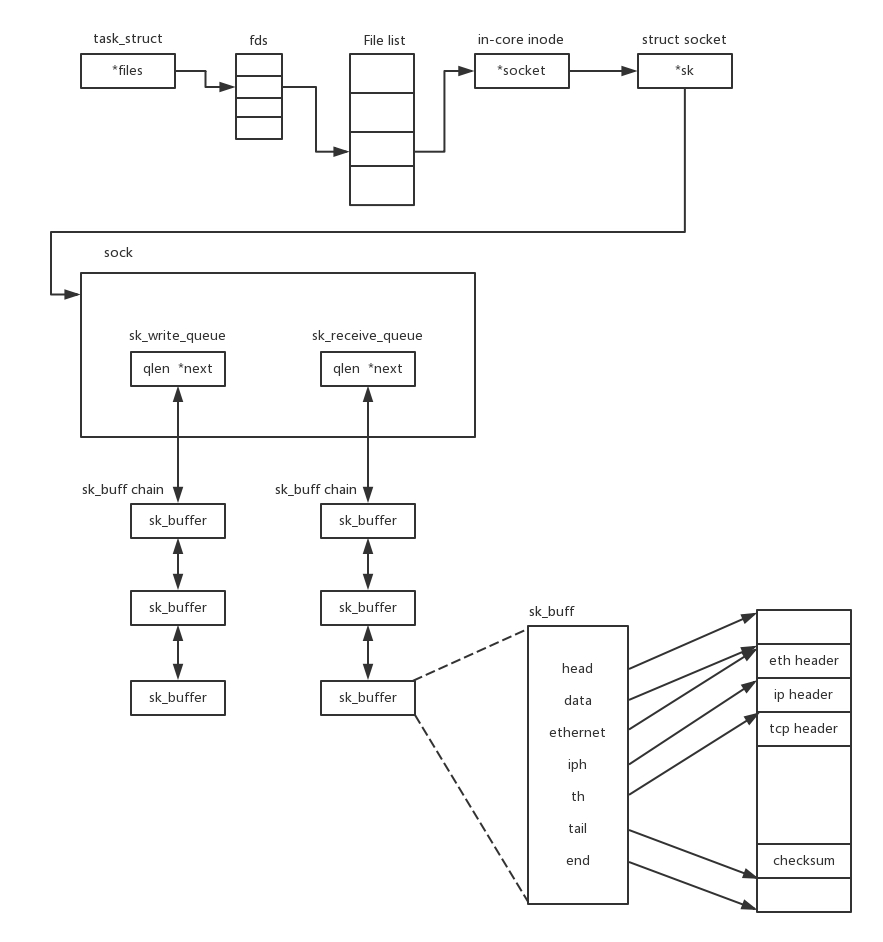 task_struct
fds
File list
in-core inode
struct socket
*files
*socket
*sk
sock
sk_write_queue
sk_receive_queue
qlen *next
qlen *next
sk_buff chain
sk_buff chain
sk_buffer
sk_buffer
sk_buffer
sk_buffer
sk_buffer
sk_buffer
sk_buff
head
data
ethernet
iph
th
tail
end
eth header
ip header
tcp header
checksum